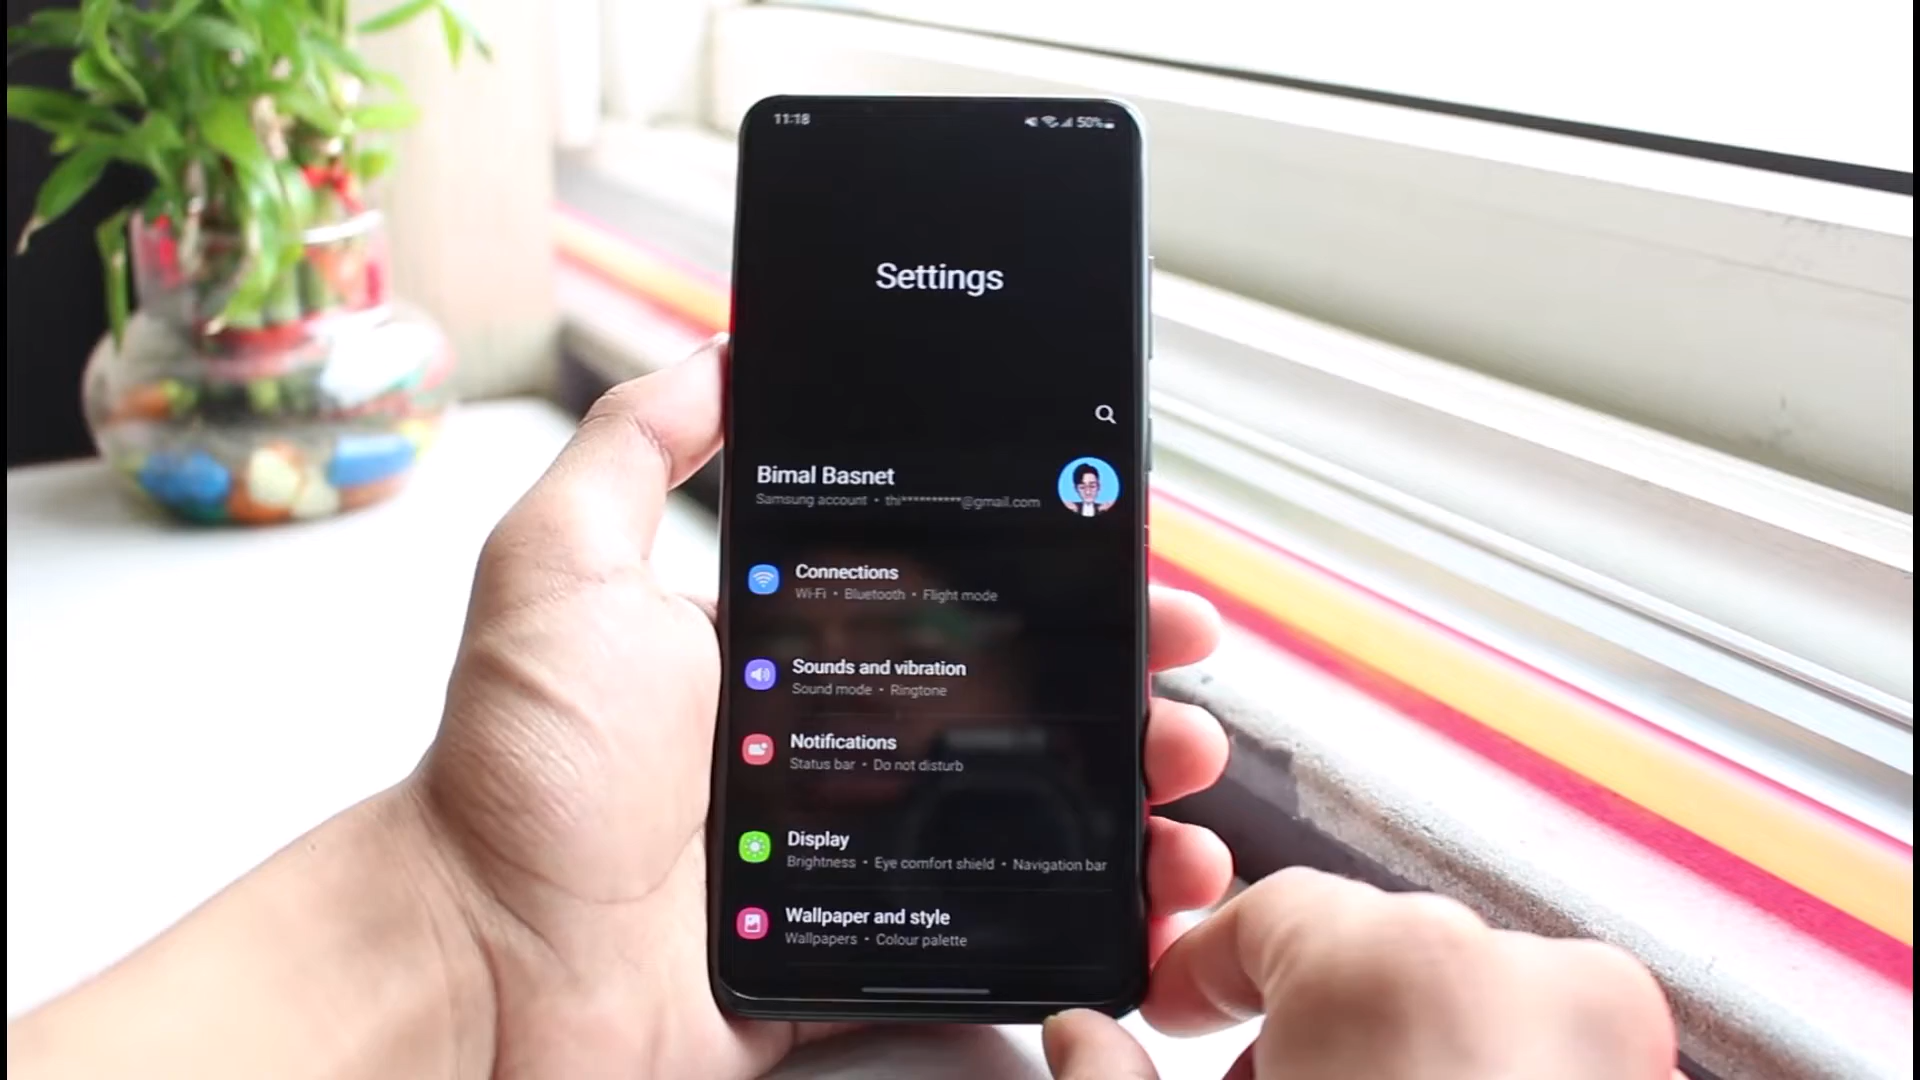 11:18
50%
Settings
Bimal Basnet
Samsung account • thi**********@gmail.com
Connections
Wi-Fi • Bluetooth • Flight mode
Sounds and vibration
Sound mode • Ringtone
Notifications
Status bar • Do not disturb
Display
Brightness • Eye comfort shield • Navigation bar
Wallpaper and style
Wallpapers • Colour palette